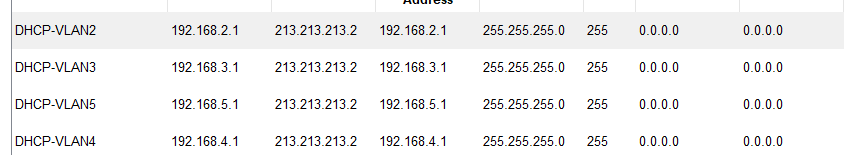 Address
DHCP-VLAN2 192.168.2.1 213.213.213.2 192.168.2.1 255.255.255.0 255 0.0.0.0 0.0.0.0
DHCP-VLAN3 192.168.3.1 213.213.213.2 192.168.3.1 255.255.255.0 255 0.0.0.0 0.0.0.0
DHCP-VLAN5 192.168.5.1 213.213.213.2 192.168.5.1 255.255.255.0 255 0.0.0.0 0.0.0.0
DHCP-VLAN4 192.168.4.1 213.213.213.2 192.168.4.1 255.255.255.0 255 0.0.0.0 0.0.0.0